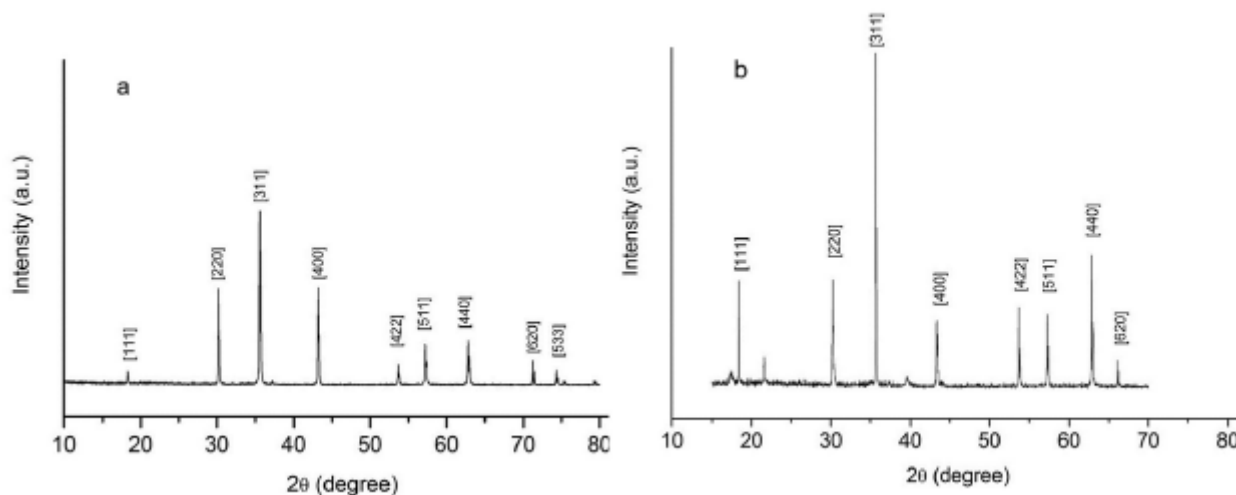 a
Intensity (a.u.)
[111]
[220]
[311]
[400]
[422]
[511]
[440]
[620]
[533]
10 20 30 40 50 60 70 80
2θ (degree)
b
Intensity (a.u.)
[111]
[220]
[311]
[400]
[422]
[511]
[440]
[620]
10 20 30 40 50 60 70 80
2θ (degree)